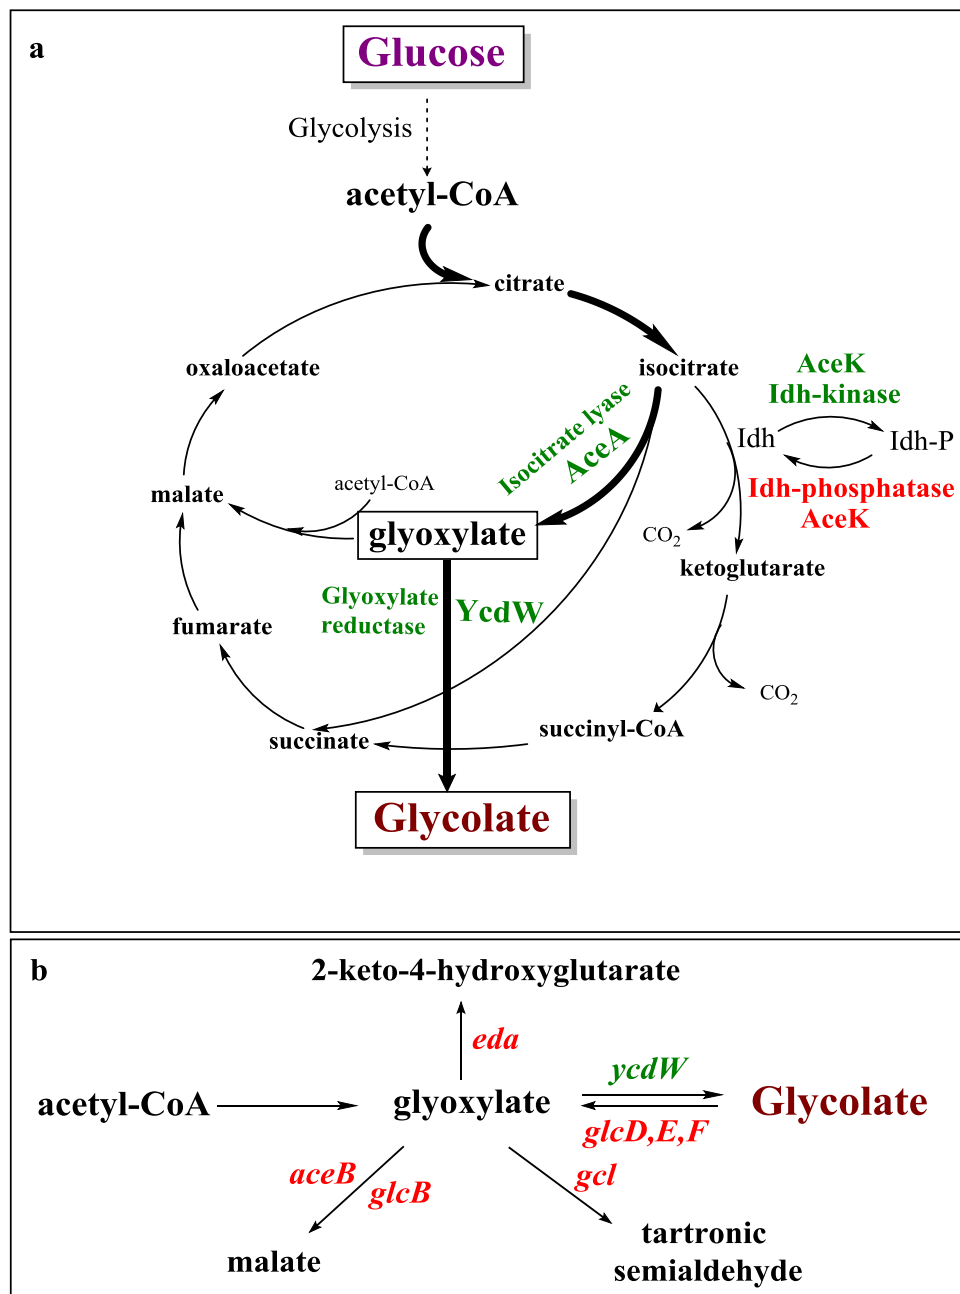 a
Glucose
Glycolysis
acetyl-CoA
citrate
oxaloacetate
isocitrate
AceK
Idh-kinase
Isocitrate lyase
AceA
Idh
Idh-P
Idh-phosphatase
AceK
malate
acetyl-CoA
glyoxylate
CO2
ketoglutarate
Glyoxylate
reductase
YcdW
fumarate
CO2
succinate
succinyl-CoA
Glycolate
b
2-keto-4-hydroxyglutarate
eda
ycdW
acetyl-CoA
glyoxylate
Glycolate
glcD,E,F
aceB
glcB
gcl
malate
tartronic
semialdehyde